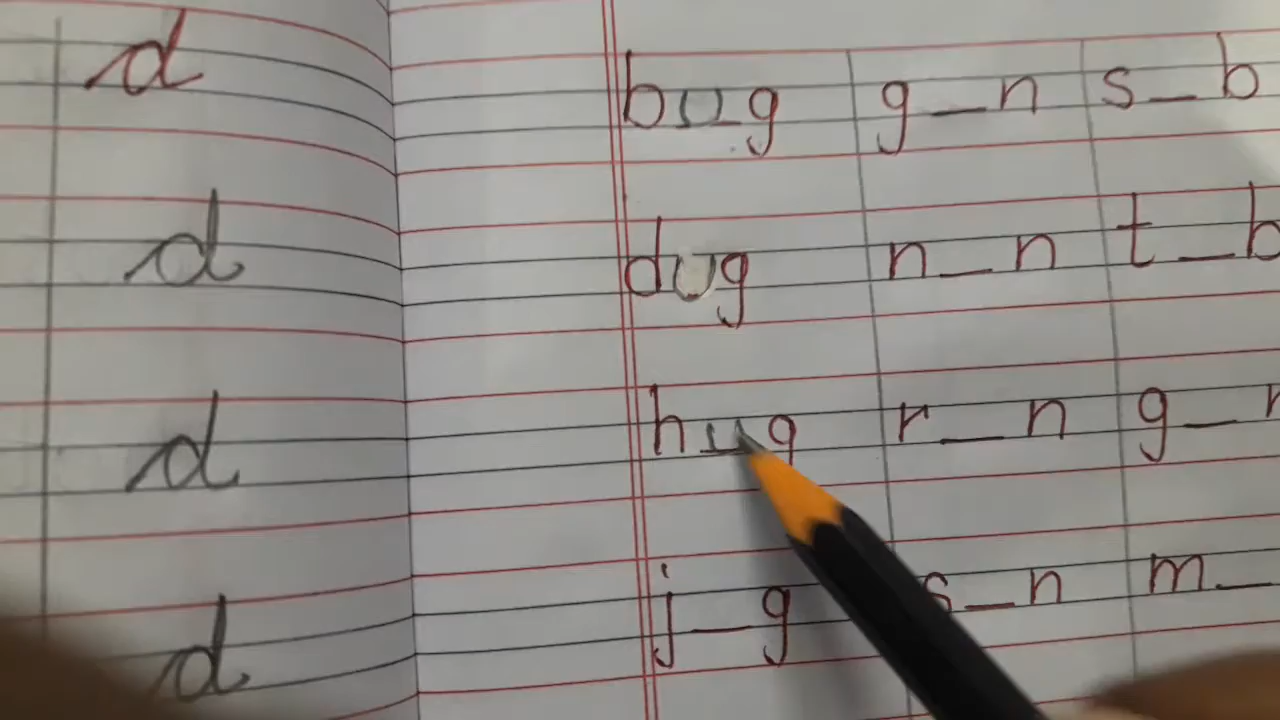 d
d
d
d
bug g_n s_b
dug n_n t_b
hug r_n g_
j_g s_n m_